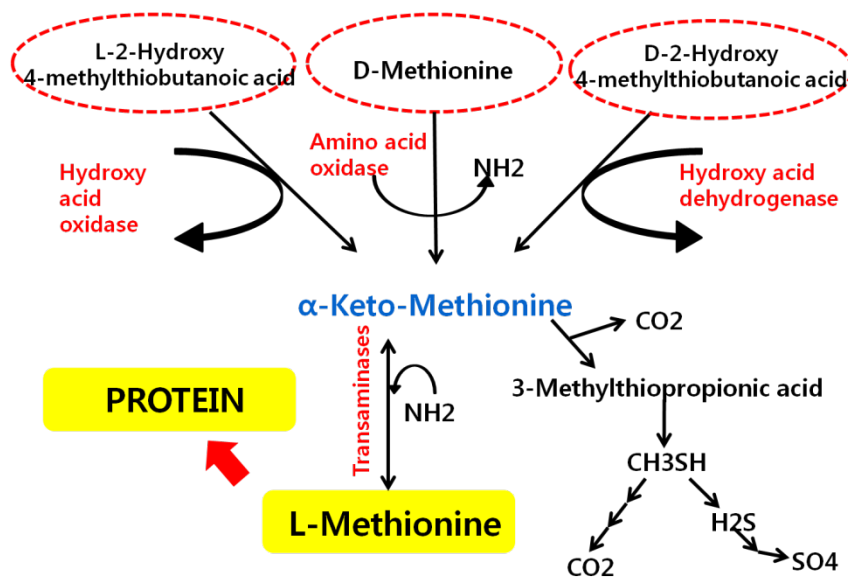 L-2-Hydroxy
4-methylthiobutanoic acid
D-Methionine
D-2-Hydroxy
4-methylthiobutanoic acid
Hydroxy
acid
oxidase
Amino acid
oxidase
NH2
Hydroxy acid
dehydrogenase
α-Keto-Methionine
CO2
Transaminases
NH2
3-Methylthiopropionic acid
PROTEIN
CH3SH
L-Methionine
H2S
CO2
SO4